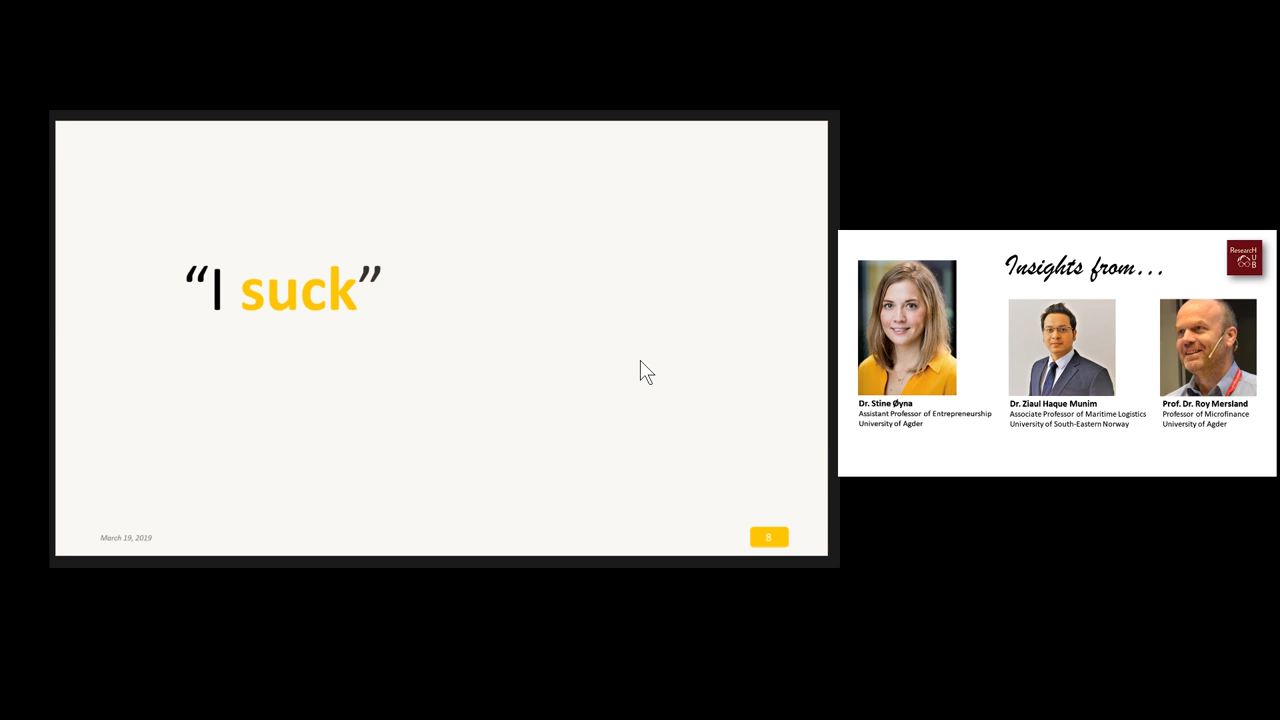 “I suck”
March 19, 2019
8
Insights from...
ResearcH
U
B
Dr. Stine Øyna
Assistant Professor of Entrepreneurship
University of Agder
Dr. Ziaul Haque Munim
Associate Professor of Maritime Logistics
University of South-Eastern Norway
Prof. Dr. Roy Mersland
Professor of Microfinance
University of Agder